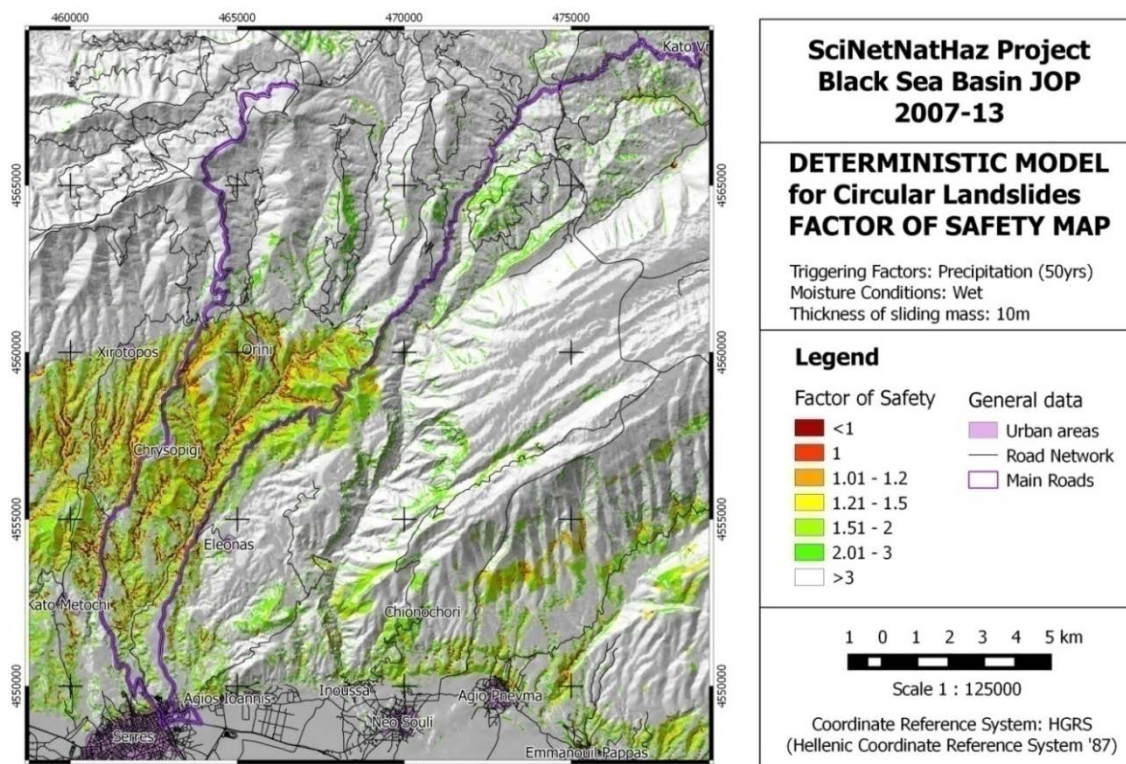 460000
465000
470000
475000
Kato Vr
4565000
4565000
4560000
4560000
Xirotopos
Orini
Chrysopigi
4555000
4555000
Eleonas
Kato Metochi
Chionochori
4550000
4550000
Agios Ioannis
Inoussa
Agio Pnevma
Serres
Neo Souli
Emmanouil Pappas
SciNetNatHaz Project
Black Sea Basin JOP
2007-13
DETERMINISTIC MODEL
for Circular Landslides
FACTOR OF SAFETY MAP
Triggering Factors: Precipitation (50yrs)
Moisture Conditions: Wet
Thickness of sliding mass: 10m
Legend
Factor of Safety
<1
1
1.01 - 1.2
1.21 - 1.5
1.51 - 2
2.01 - 3
>3
General data
Urban areas
Road Network
Main Roads
1 0 1 2 3 4 5 km
Scale 1 : 125000
Coordinate Reference System: HGRS
(Hellenic Coordinate Reference System '87)